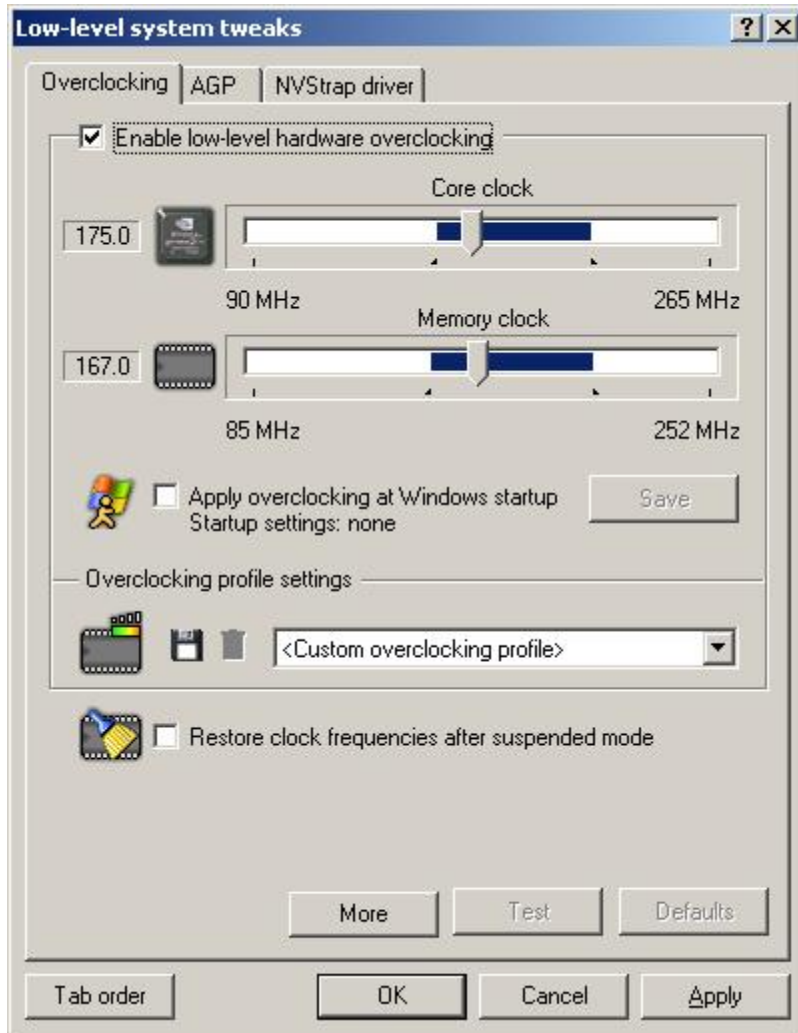 Low-level system tweaks
Overclocking AGP NVStrap driver
Enable low-level hardware overclocking
Core clock
175.0
90 MHz 265 MHz
Memory clock
167.0
85 MHz 252 MHz
Apply overclocking at Windows startup Save
Startup settings: none
Overclocking profile settings
<Custom overclocking profile>
Restore clock frequencies after suspended mode
More Test Defaults
Tab order OK Cancel Apply